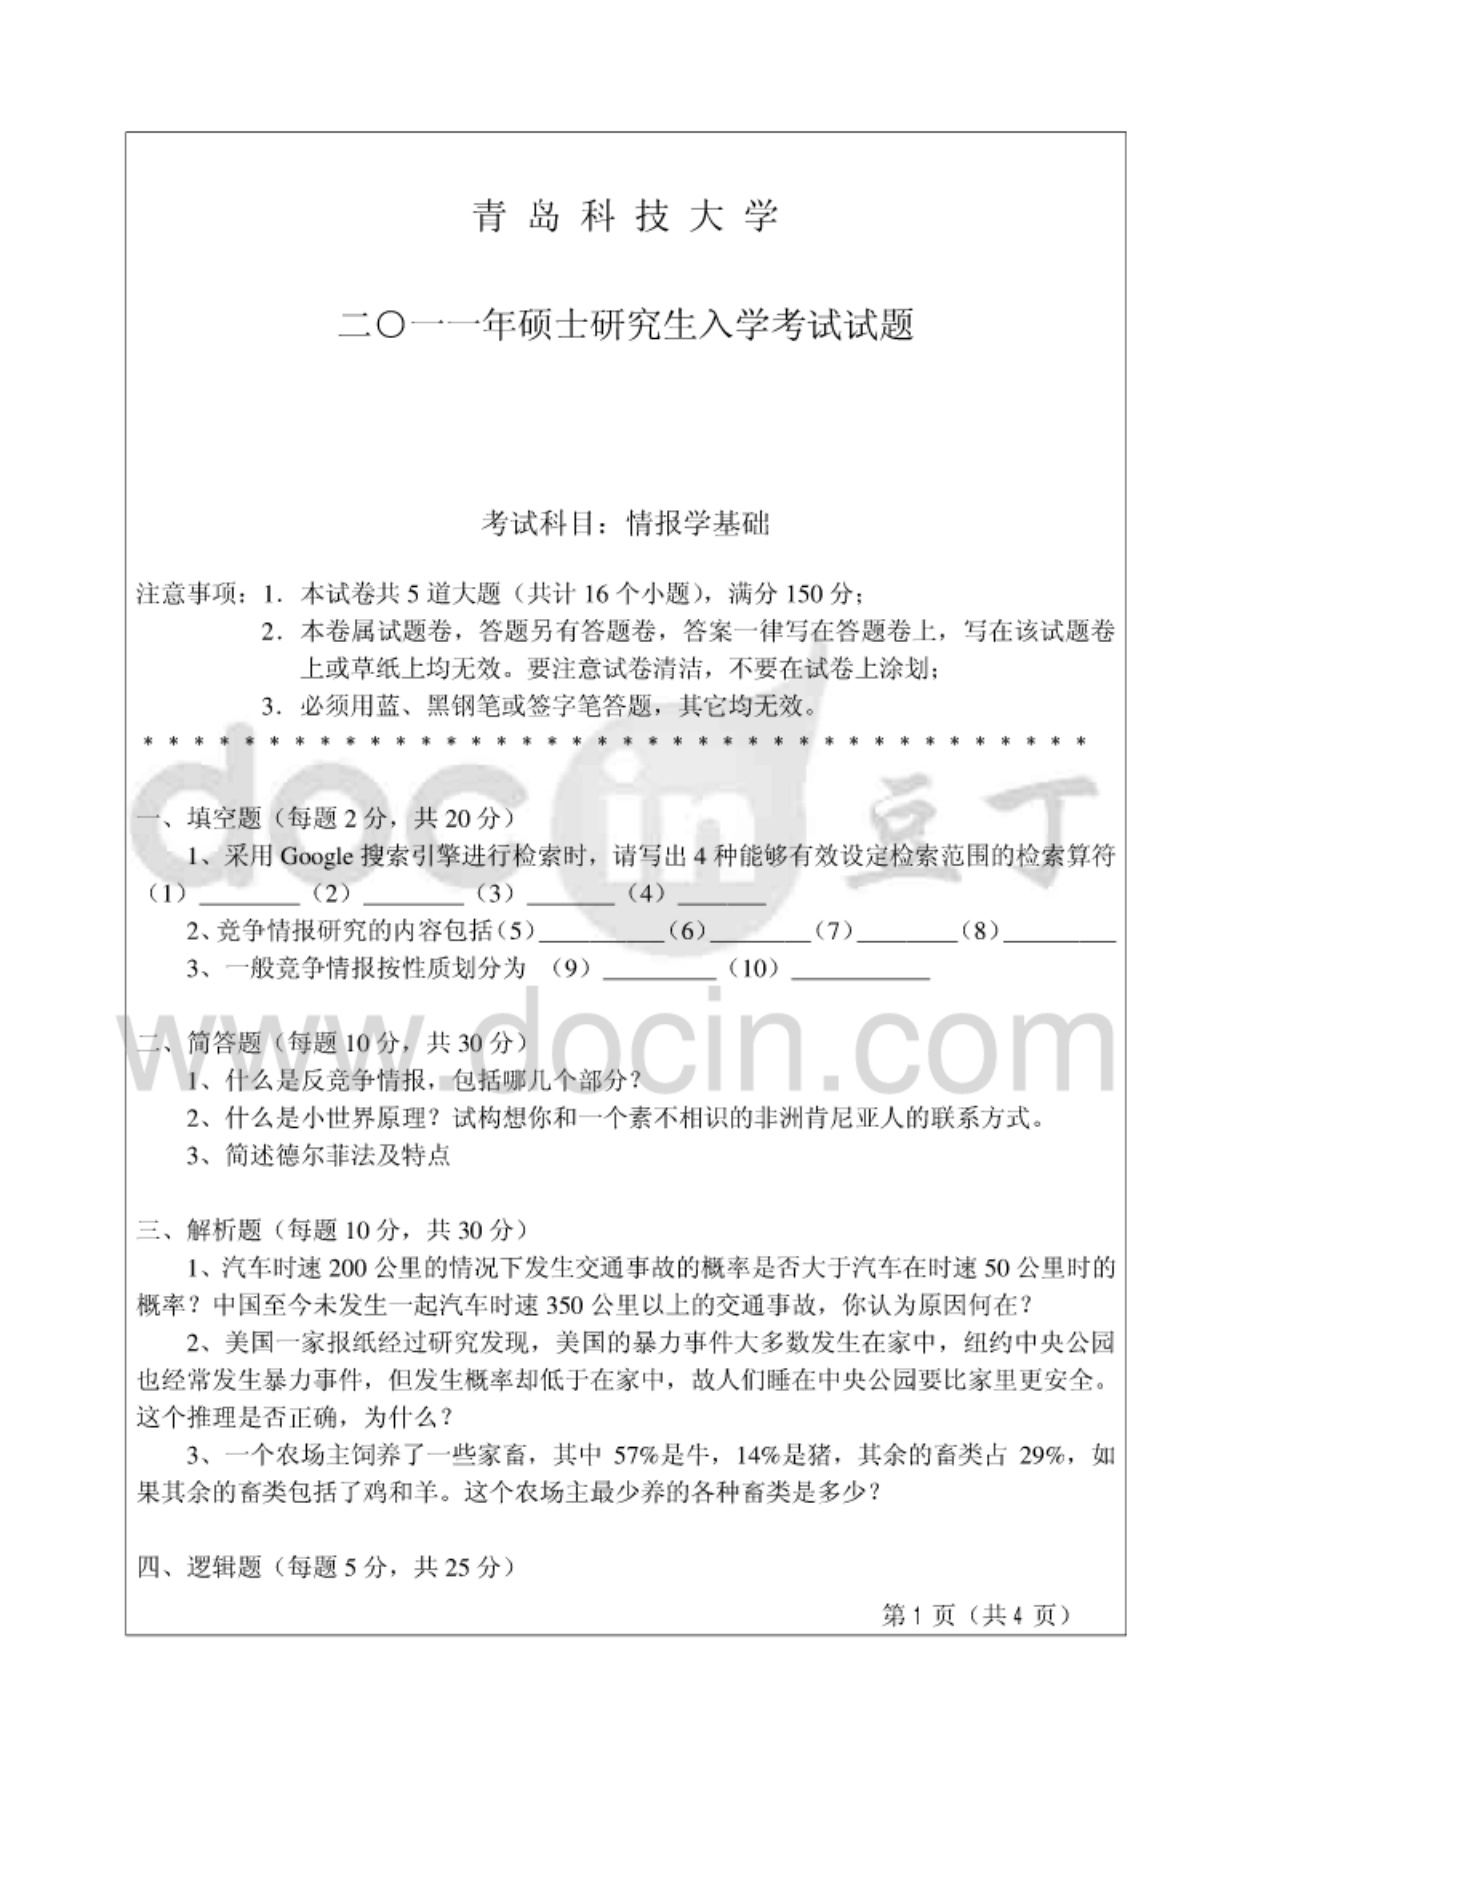 青 岛 科 技 大 学
二〇一一年硕士研究生入学考试试题
考试科目：情报学基础
注意事项：1．本试卷共 5 道大题（共计 16 个小题），满分 150 分；
2．本卷属试题卷，答题另有答题卷，答案一律写在答题卷上，写在该试题卷
上或草纸上均无效。要注意试卷清洁，不要在试卷上涂划；
3．必须用蓝、黑钢笔或签字笔答题，其它均无效。
* * * * * * * * * * * * * * * * * * * * * * * * * * * * * * * * * * * * * *
docin 豆丁
一、填空题（每题 2 分，共 20 分）
1、采用 Google 搜索引擎进行检索时，请写出 4 种能够有效设定检索范围的检索算符
（1）________（2）________（3）_______（4）_______
2、竞争情报研究的内容包括（5）__________（6）________（7）________（8）_________
3、一般竞争情报按性质划分为 （9）_________（10）___________
www.docin.com
二、简答题（每题 10 分，共 30 分）
1、什么是反竞争情报，包括哪几个部分？
2、什么是小世界原理？试构想你和一个素不相识的非洲肯尼亚人的联系方式。
3、简述德尔菲法及特点
三、解析题（每题 10 分，共 30 分）
1、汽车时速 200 公里的情况下发生交通事故的概率是否大于汽车在时速 50 公里时的
概率？中国至今未发生一起汽车时速 350 公里以上的交通事故，你认为原因何在？
2、美国一家报纸经过研究发现，美国的暴力事件大多数发生在家中，纽约中央公园
也经常发生暴力事件，但发生概率却低于在家中，故人们睡在中央公园要比家里更安全。
这个推理是否正确，为什么？
3、一个农场主饲养了一些家畜，其中 57%是牛，14%是猪，其余的畜类占 29%，如
果其余的畜类包括了鸡和羊。这个农场主最少养的各种畜类是多少？
四、逻辑题（每题 5 分，共 25 分）
第 1 页（共 4 页）